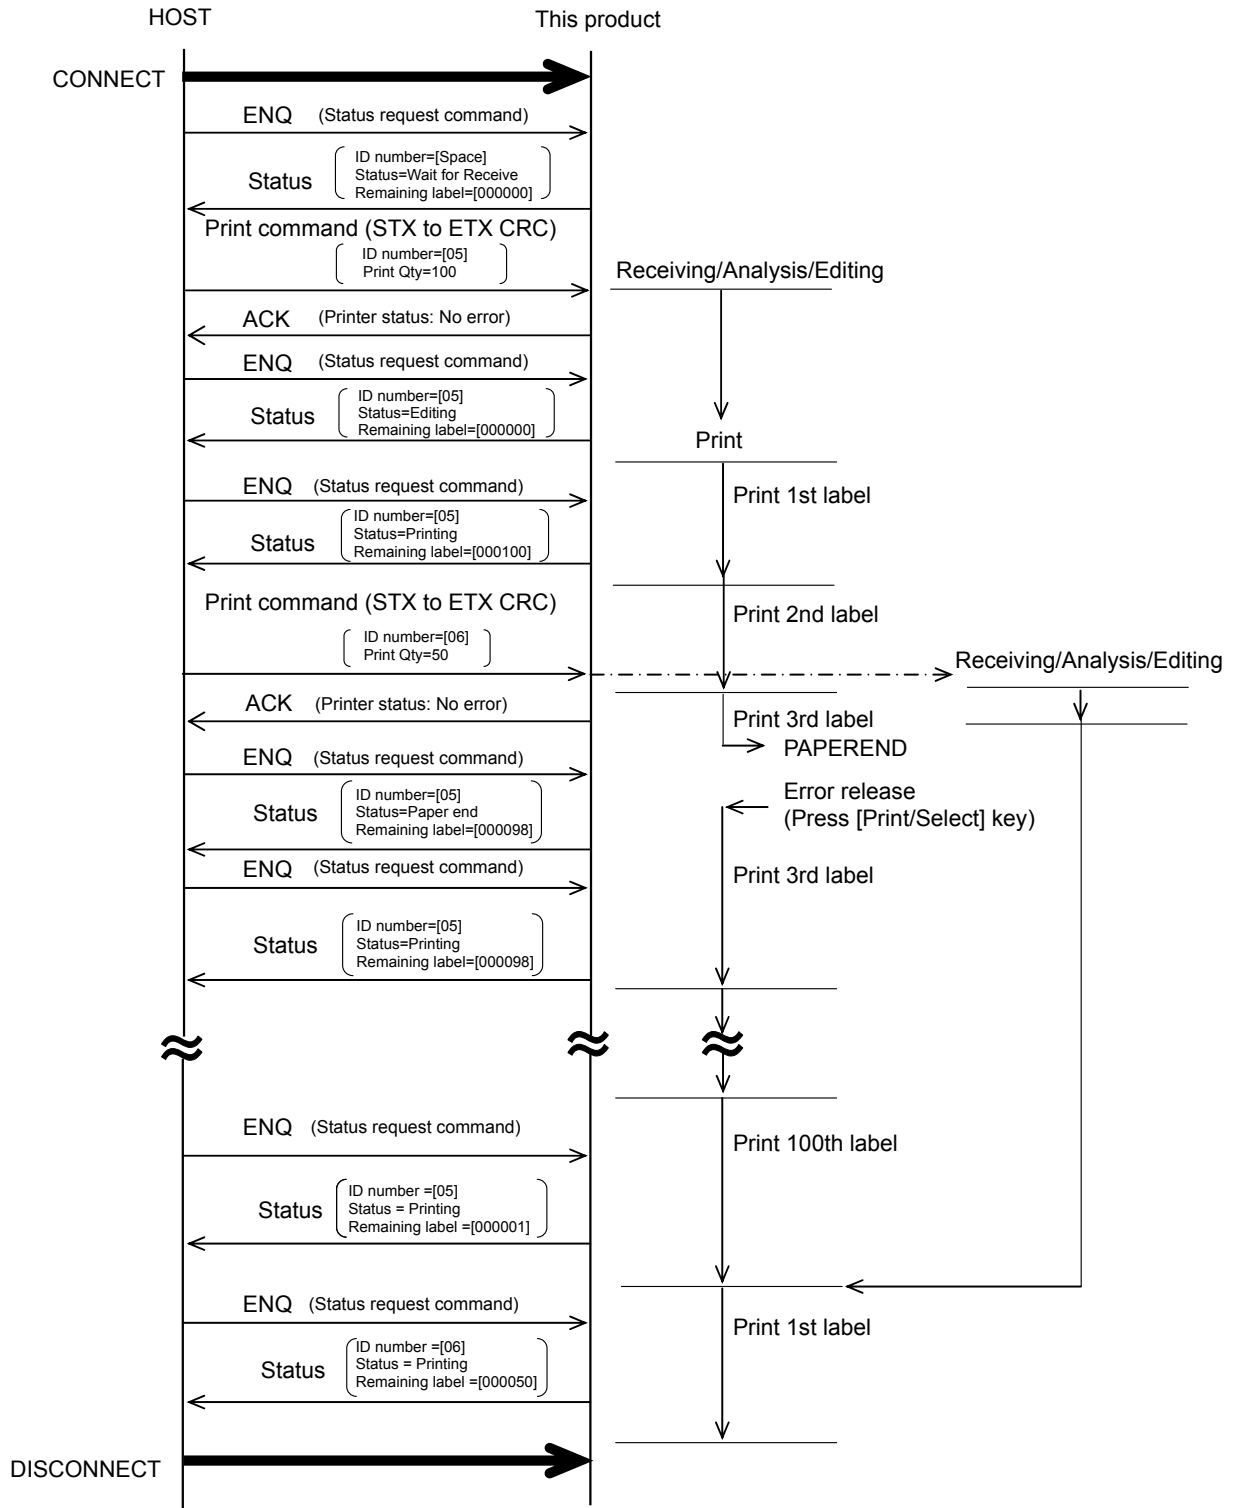 HOST
This product
CONNECT
ENQ (Status request command)
ID number=[Space]
Status Status=Wait for Receive
Remaining label=[000000]
Print command (STX to ETX CRC)
ID number=[05]
Print Qty=100
Receiving/Analysis/Editing
ACK (Printer status: No error)
ENQ (Status request command)
ID number=[05]
Status Status=Editing
Remaining label=[000000]
Print
ENQ (Status request command)
Print 1st label
ID number=[05]
Status Status=Printing
Remaining label=[000100]
Print command (STX to ETX CRC)
Print 2nd label
ID number=[06]
Print Qty=50
Receiving/Analysis/Editing
ACK (Printer status: No error)
Print 3rd label
PAPEREND
ENQ (Status request command)
ID number=[05]
Status Status=Paper end
Remaining label=[000098]
Error release
(Press [Print/Select] key)
ENQ (Status request command)
Print 3rd label
ID number=[05]
Status Status=Printing
Remaining label=[000098]
ENQ (Status request command)
Print 100th label
ID number =[05]
Status Status = Printing
Remaining label =[000001]
ENQ (Status request command)
Print 1st label
ID number =[06]
Status Status = Printing
Remaining label =[000050]
DISCONNECT